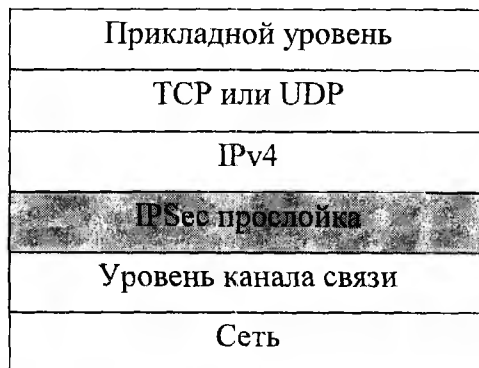 Прикладной уровень
TCP или UDP
IPv4
IPSec прослойка
Уровень канала связи
Сеть